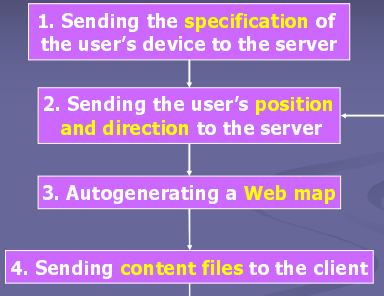 1. Sending the specification of
the user's device to the server
2. Sending the user's position
and direction to the server
3. Autogenerating a Web map
4. Sending content files to the client